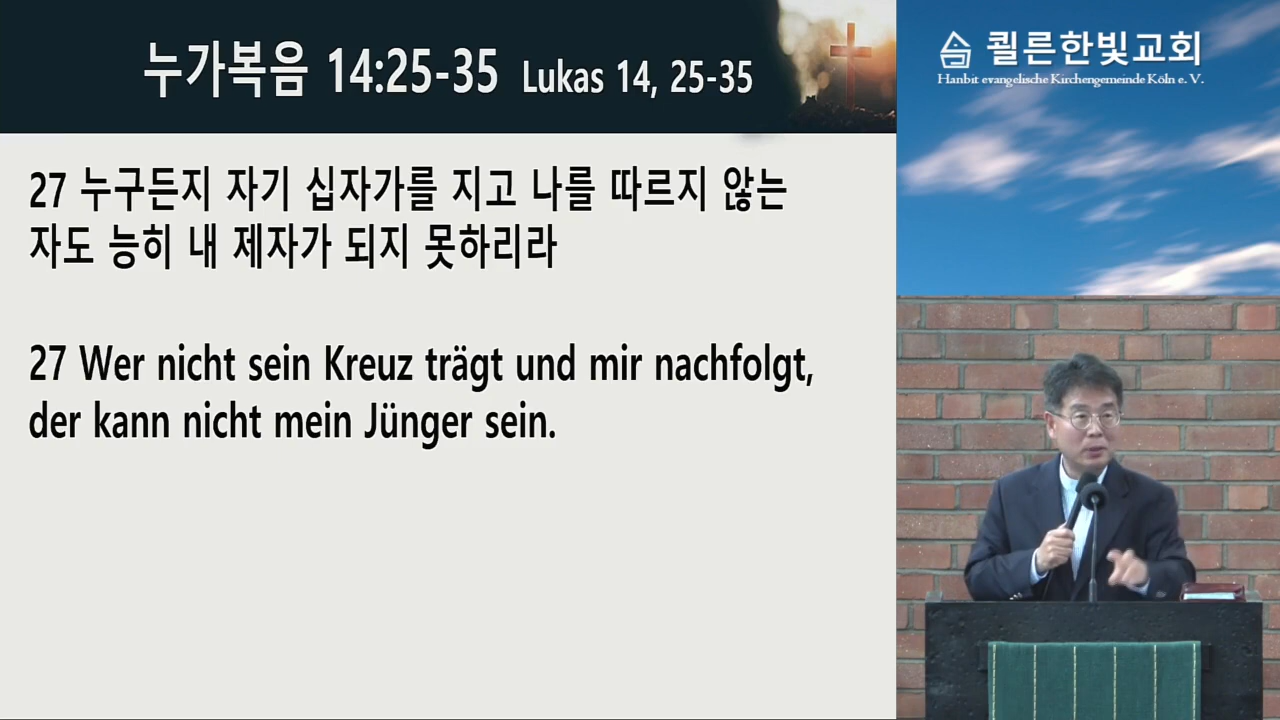 누가복음 14:25-35 Lukas 14, 25-35
쾰른한빛교회
Hanbit evangelische Kirchengemeinde Köln e. V.
27 누구든지 자기 십자가를 지고 나를 따르지 않는
자도 능히 내 제자가 되지 못하리라
27 Wer nicht sein Kreuz trägt und mir nachfolgt,
der kann nicht mein Jünger sein.